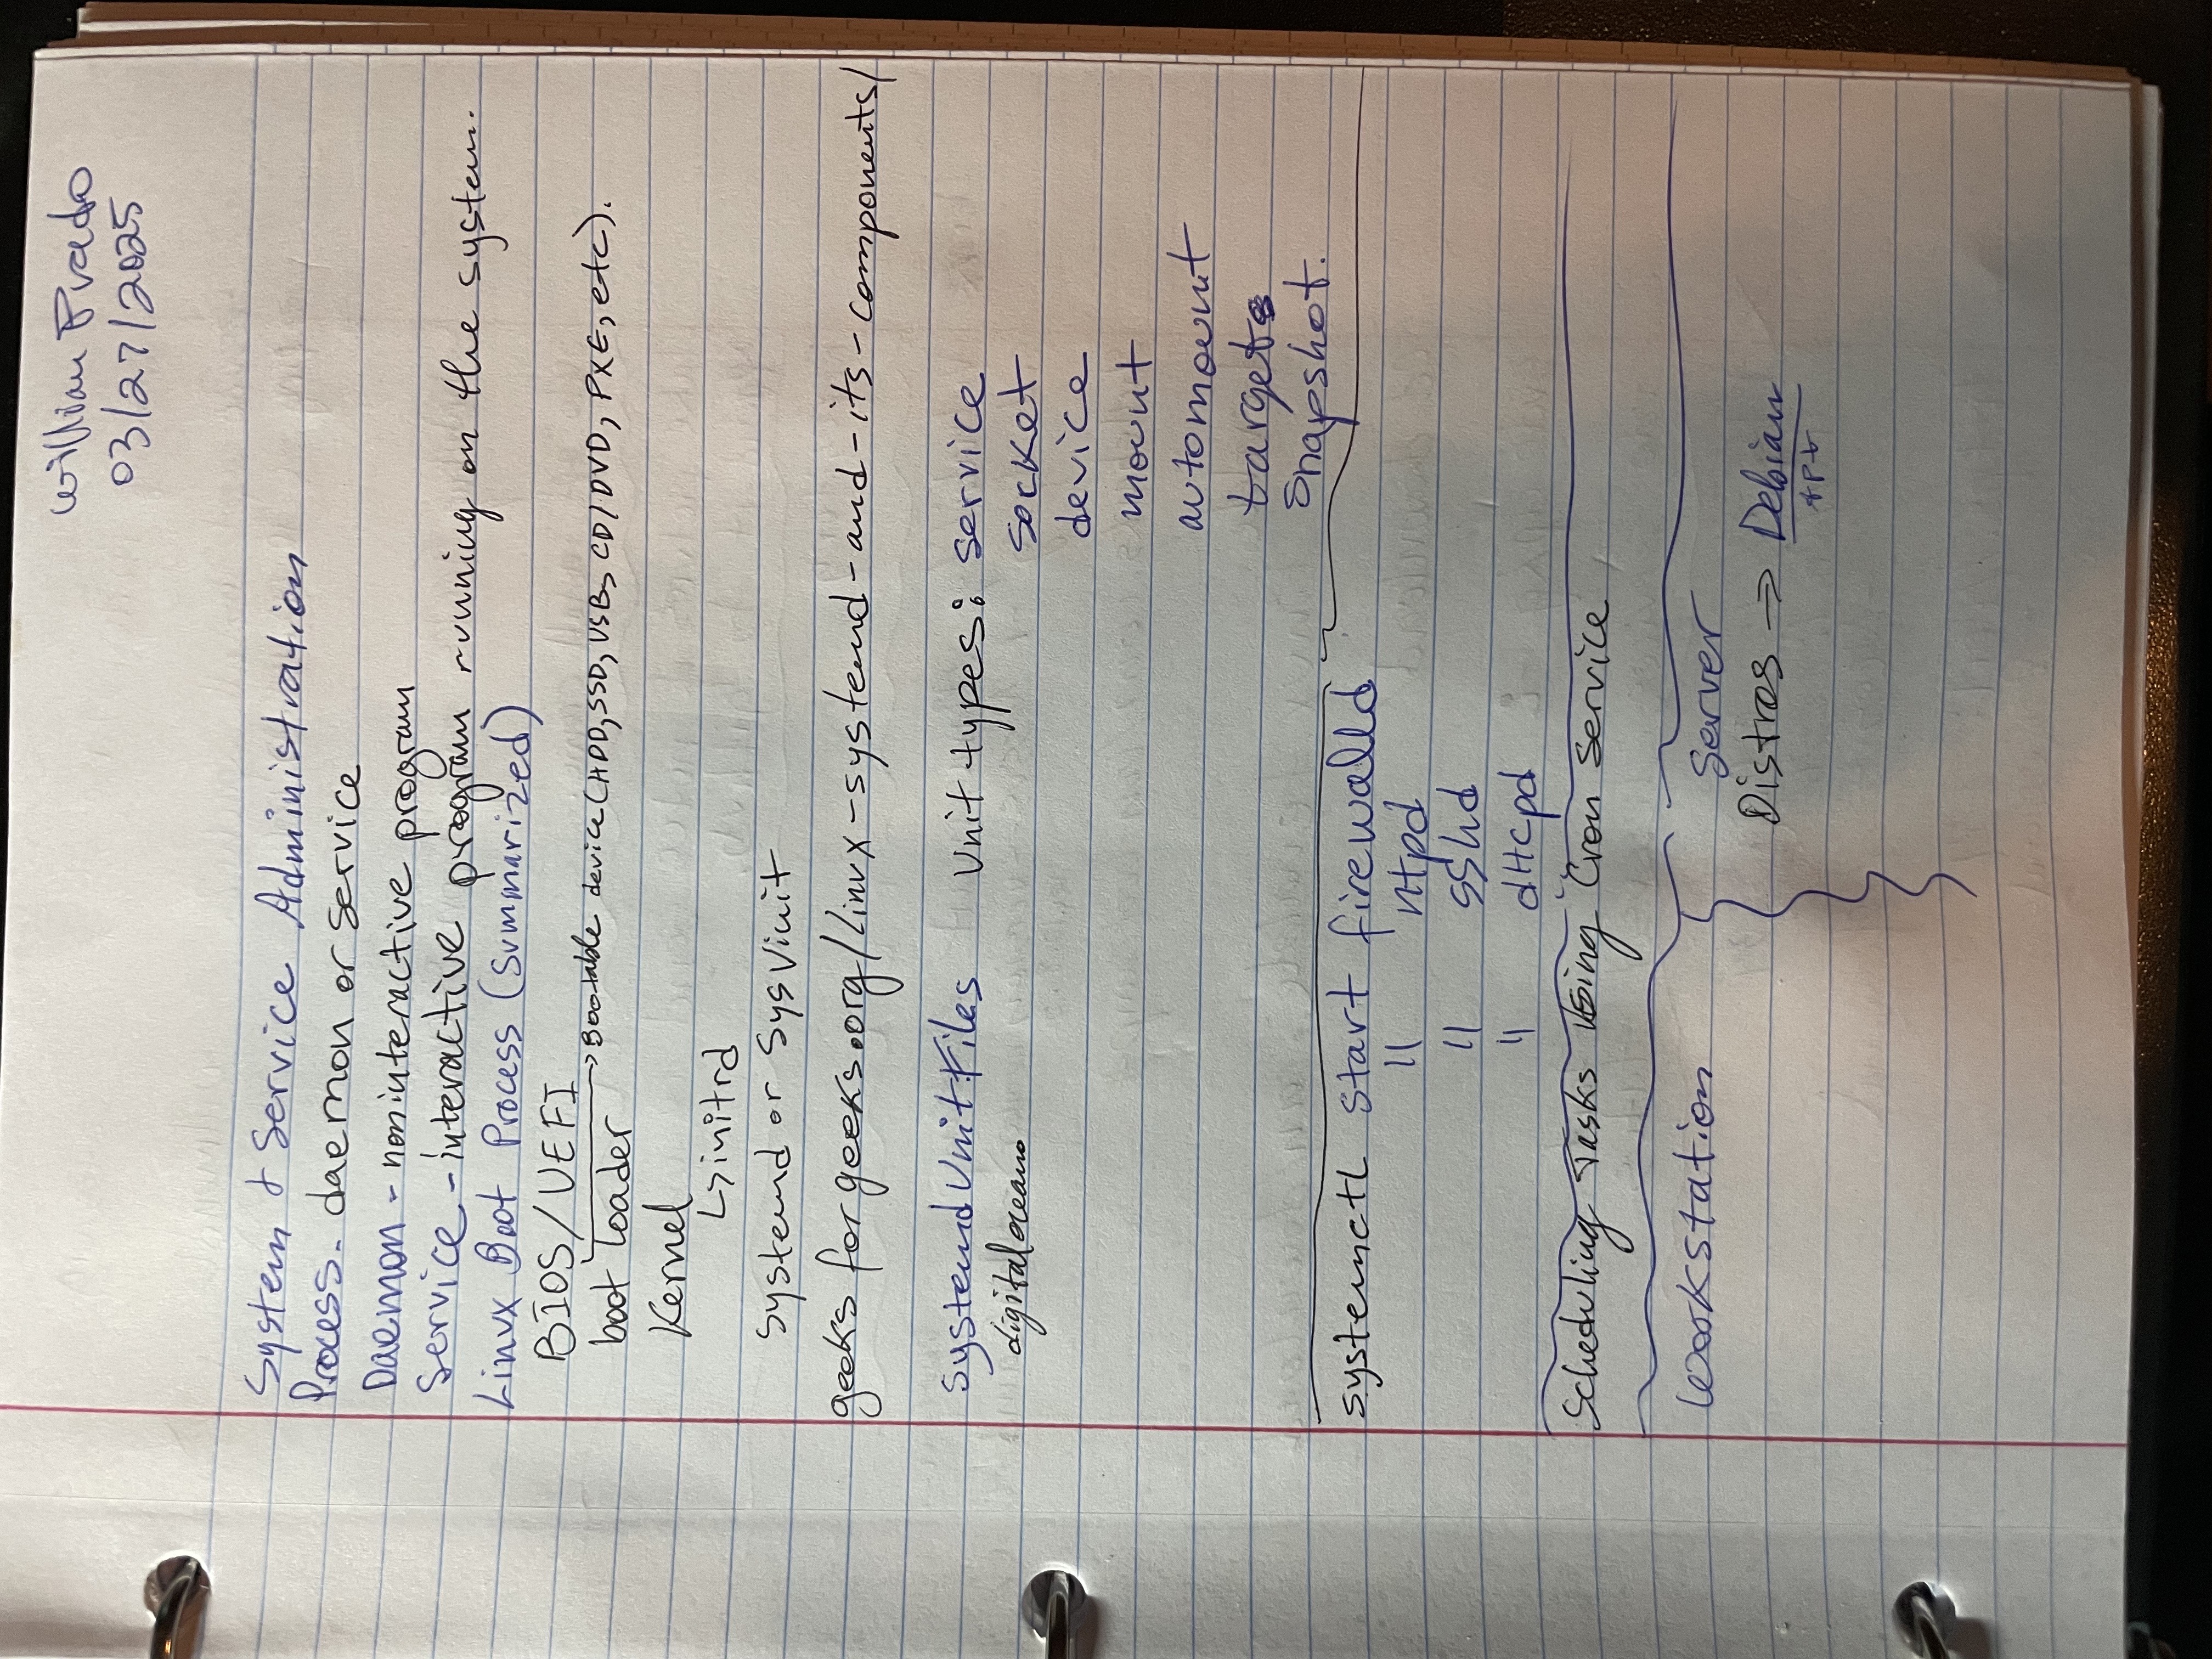 Willian Prado
03/27/2025
System & Service Administration
Process - daemon or service
Daemon - noninteractive program
Service - interactive program running on the system.
Linux Boot Process (Summarized)
BIOS/UEFI
Bootable device (HDD, SSD, USB, CD/DVD, PXE, etc).
boot loader
Kernel
↳ initrd
systemd or SysVinit
geeksforgeeks.org/linux-systemd-and-its-components/
systemd Unit Files Unit types: service
digitalocean socket
device
mount
automount
targets
Snapshot.
systemctl start firewalld
" ntpd
" sshd
" dHcpd
Scheduling Tasks Using Cron Service
Workstation Server
Distros → Debian
apt